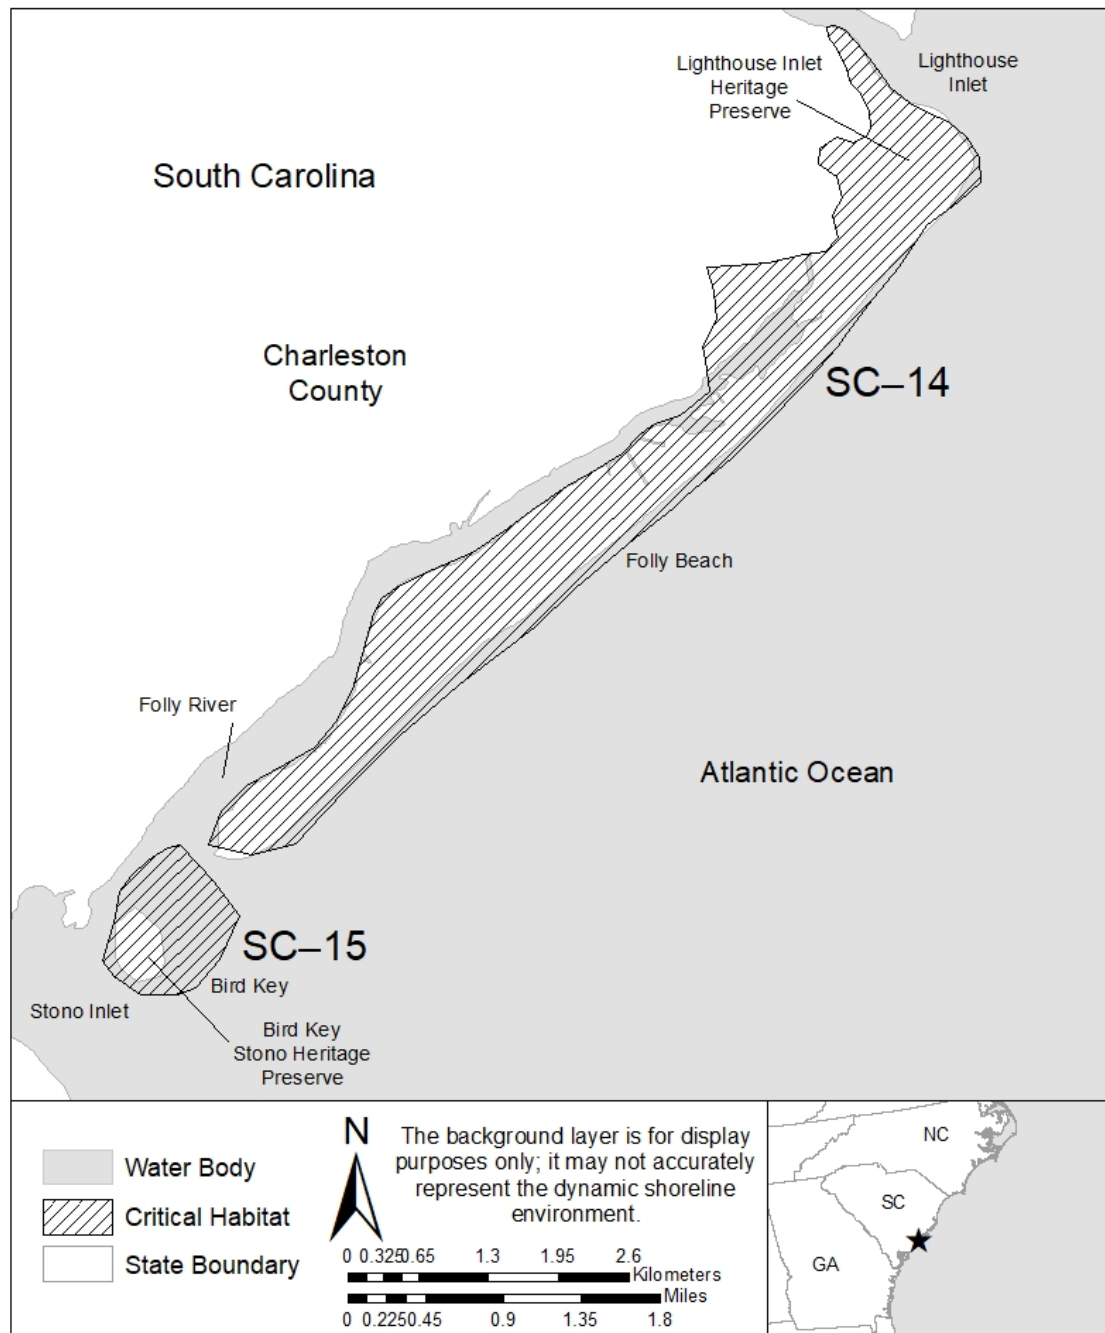 Lighthouse Inlet
Heritage
Preserve
Lighthouse
Inlet
South Carolina
Charleston
County
SC–14
Folly Beach
Folly River
Atlantic Ocean
SC–15
Bird Key
Stono Inlet
Bird Key
Stono Heritage
Preserve
Water Body
Critical Habitat
State Boundary
N
The background layer is for display
purposes only; it may not accurately
represent the dynamic shoreline
environment.
0 0.325 0.65 1.3 1.95 2.6
Kilometers
Miles
0 0.225 0.45 0.9 1.35 1.8
NC
SC
GA